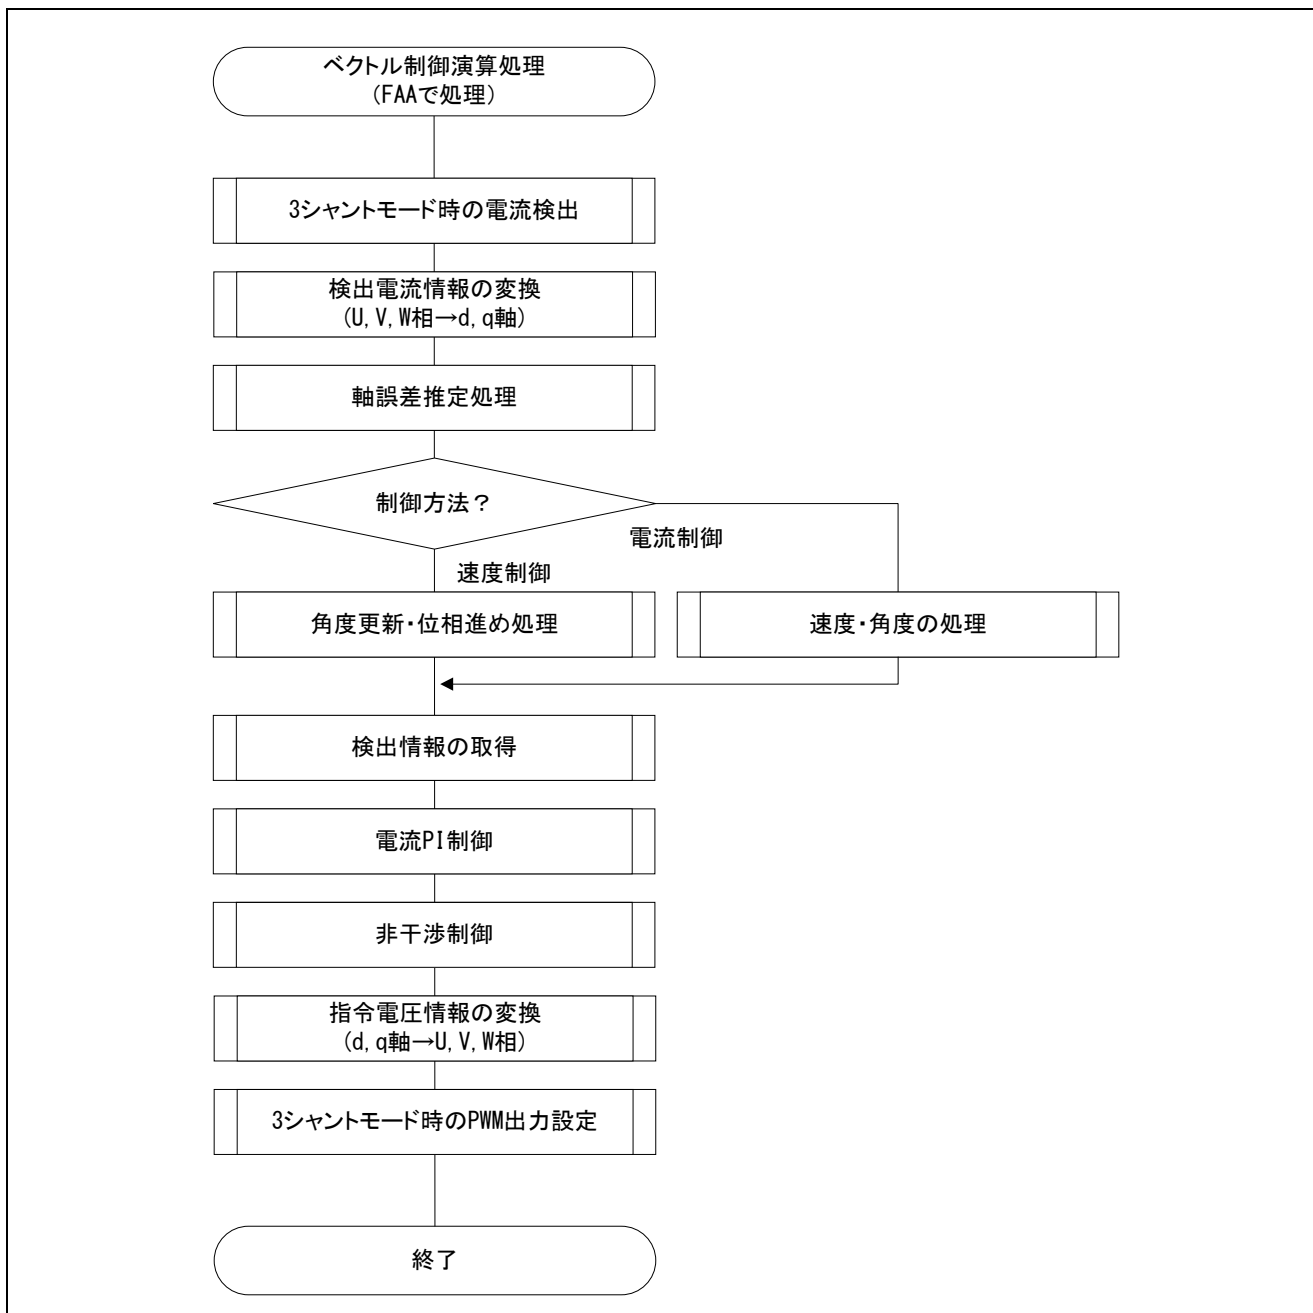 ベクトル制御演算処理
(FAAで処理)
3シャントモード時の電流検出
検出電流情報の変換
(U,V,W相→d,q軸)
軸誤差推定処理
制御方法？
電流制御
速度制御
角度更新・位相進め処理
速度・角度の処理
検出情報の取得
電流PI制御
非干渉制御
指令電圧情報の変換
(d,q軸→U,V,W相)
3シャントモード時のPWM出力設定
終了